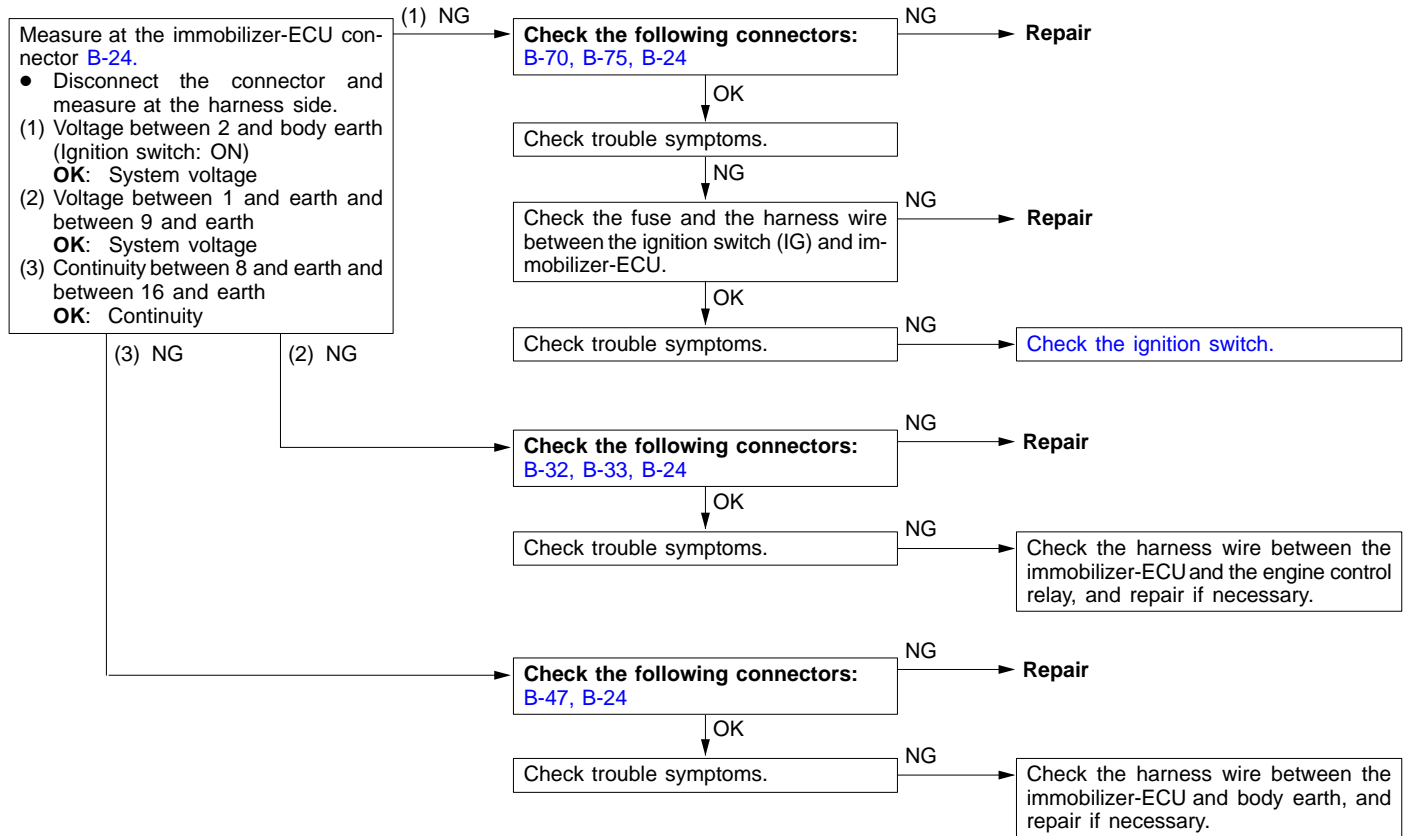 Measure at the immobilizer-ECU con-
nector B-24.
● Disconnect the connector and
measure at the harness side.
(1) Voltage between 2 and body earth
(Ignition switch: ON)
OK: System voltage
(2) Voltage between 1 and earth and
between 9 and earth
OK: System voltage
(3) Continuity between 8 and earth and
between 16 and earth
OK: Continuity
(1) NG
Check the following connectors:
B-70, B-75, B-24
NG
Repair
OK
Check trouble symptoms.
NG
Check the fuse and the harness wire
between the ignition switch (IG) and im-
mobilizer-ECU.
NG
Repair
OK
Check trouble symptoms.
NG
Check the ignition switch.
(3) NG
(2) NG
Check the following connectors:
B-32, B-33, B-24
NG
Repair
OK
Check trouble symptoms.
NG
Check the harness wire between the
immobilizer-ECU and the engine control
relay, and repair if necessary.
Check the following connectors:
B-47, B-24
NG
Repair
OK
Check trouble symptoms.
NG
Check the harness wire between the
immobilizer-ECU and body earth, and
repair if necessary.